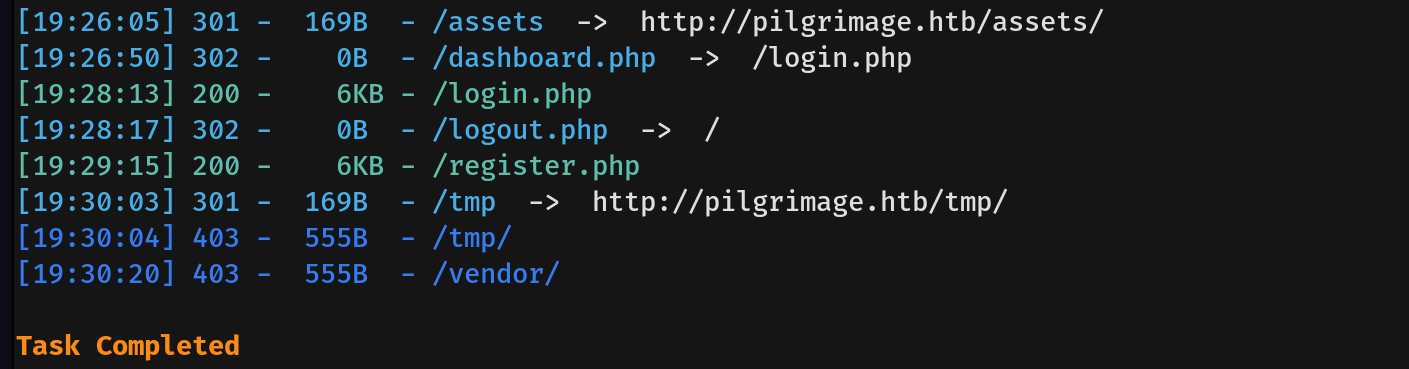 [19:26:05] 301 -  169B  - /assets  ->  http://pilgrimage.htb/assets/
[19:26:50] 302 -    0B  - /dashboard.php  ->  /login.php
[19:28:13] 200 -    6KB - /login.php
[19:28:17] 302 -    0B  - /logout.php  ->  /
[19:29:15] 200 -    6KB - /register.php
[19:30:03] 301 -  169B  - /tmp  ->  http://pilgrimage.htb/tmp/
[19:30:04] 403 -  555B  - /tmp/
[19:30:20] 403 -  555B  - /vendor/
Task Completed